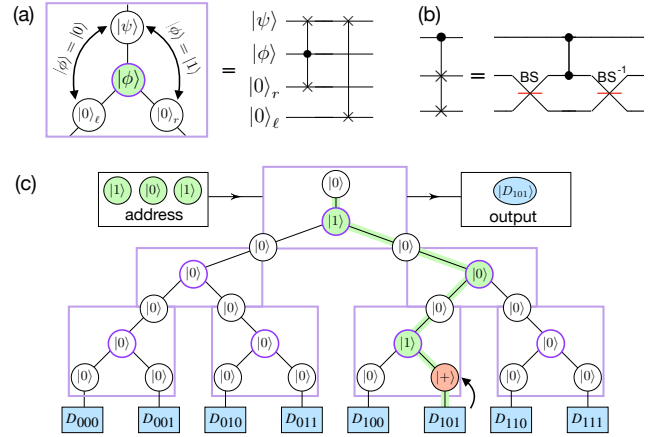 (a)
|ψ⟩
|ϕ⟩ = |0⟩
|ϕ⟩ = |1⟩
|ϕ⟩
|0⟩ℓ
|0⟩r
=
|ψ⟩
|ϕ⟩
|0⟩r
|0⟩ℓ
(b)
=
BS
BS⁻¹
(c)
|1⟩ |0⟩ |1⟩
address
|0⟩
|D₁₀₁⟩
output
|1⟩
|0⟩ |0⟩
|0⟩ |0⟩
|0⟩ |0⟩ |0⟩ |0⟩
|0⟩ |0⟩ |1⟩ |0⟩
|0⟩ |0⟩ |0⟩ |0⟩ |0⟩ |+⟩ |0⟩ |0⟩
D₀₀₀ D₀₀₁ D₀₁₀ D₀₁₁ D₁₀₀ D₁₀₁ D₁₁₀ D₁₁₁